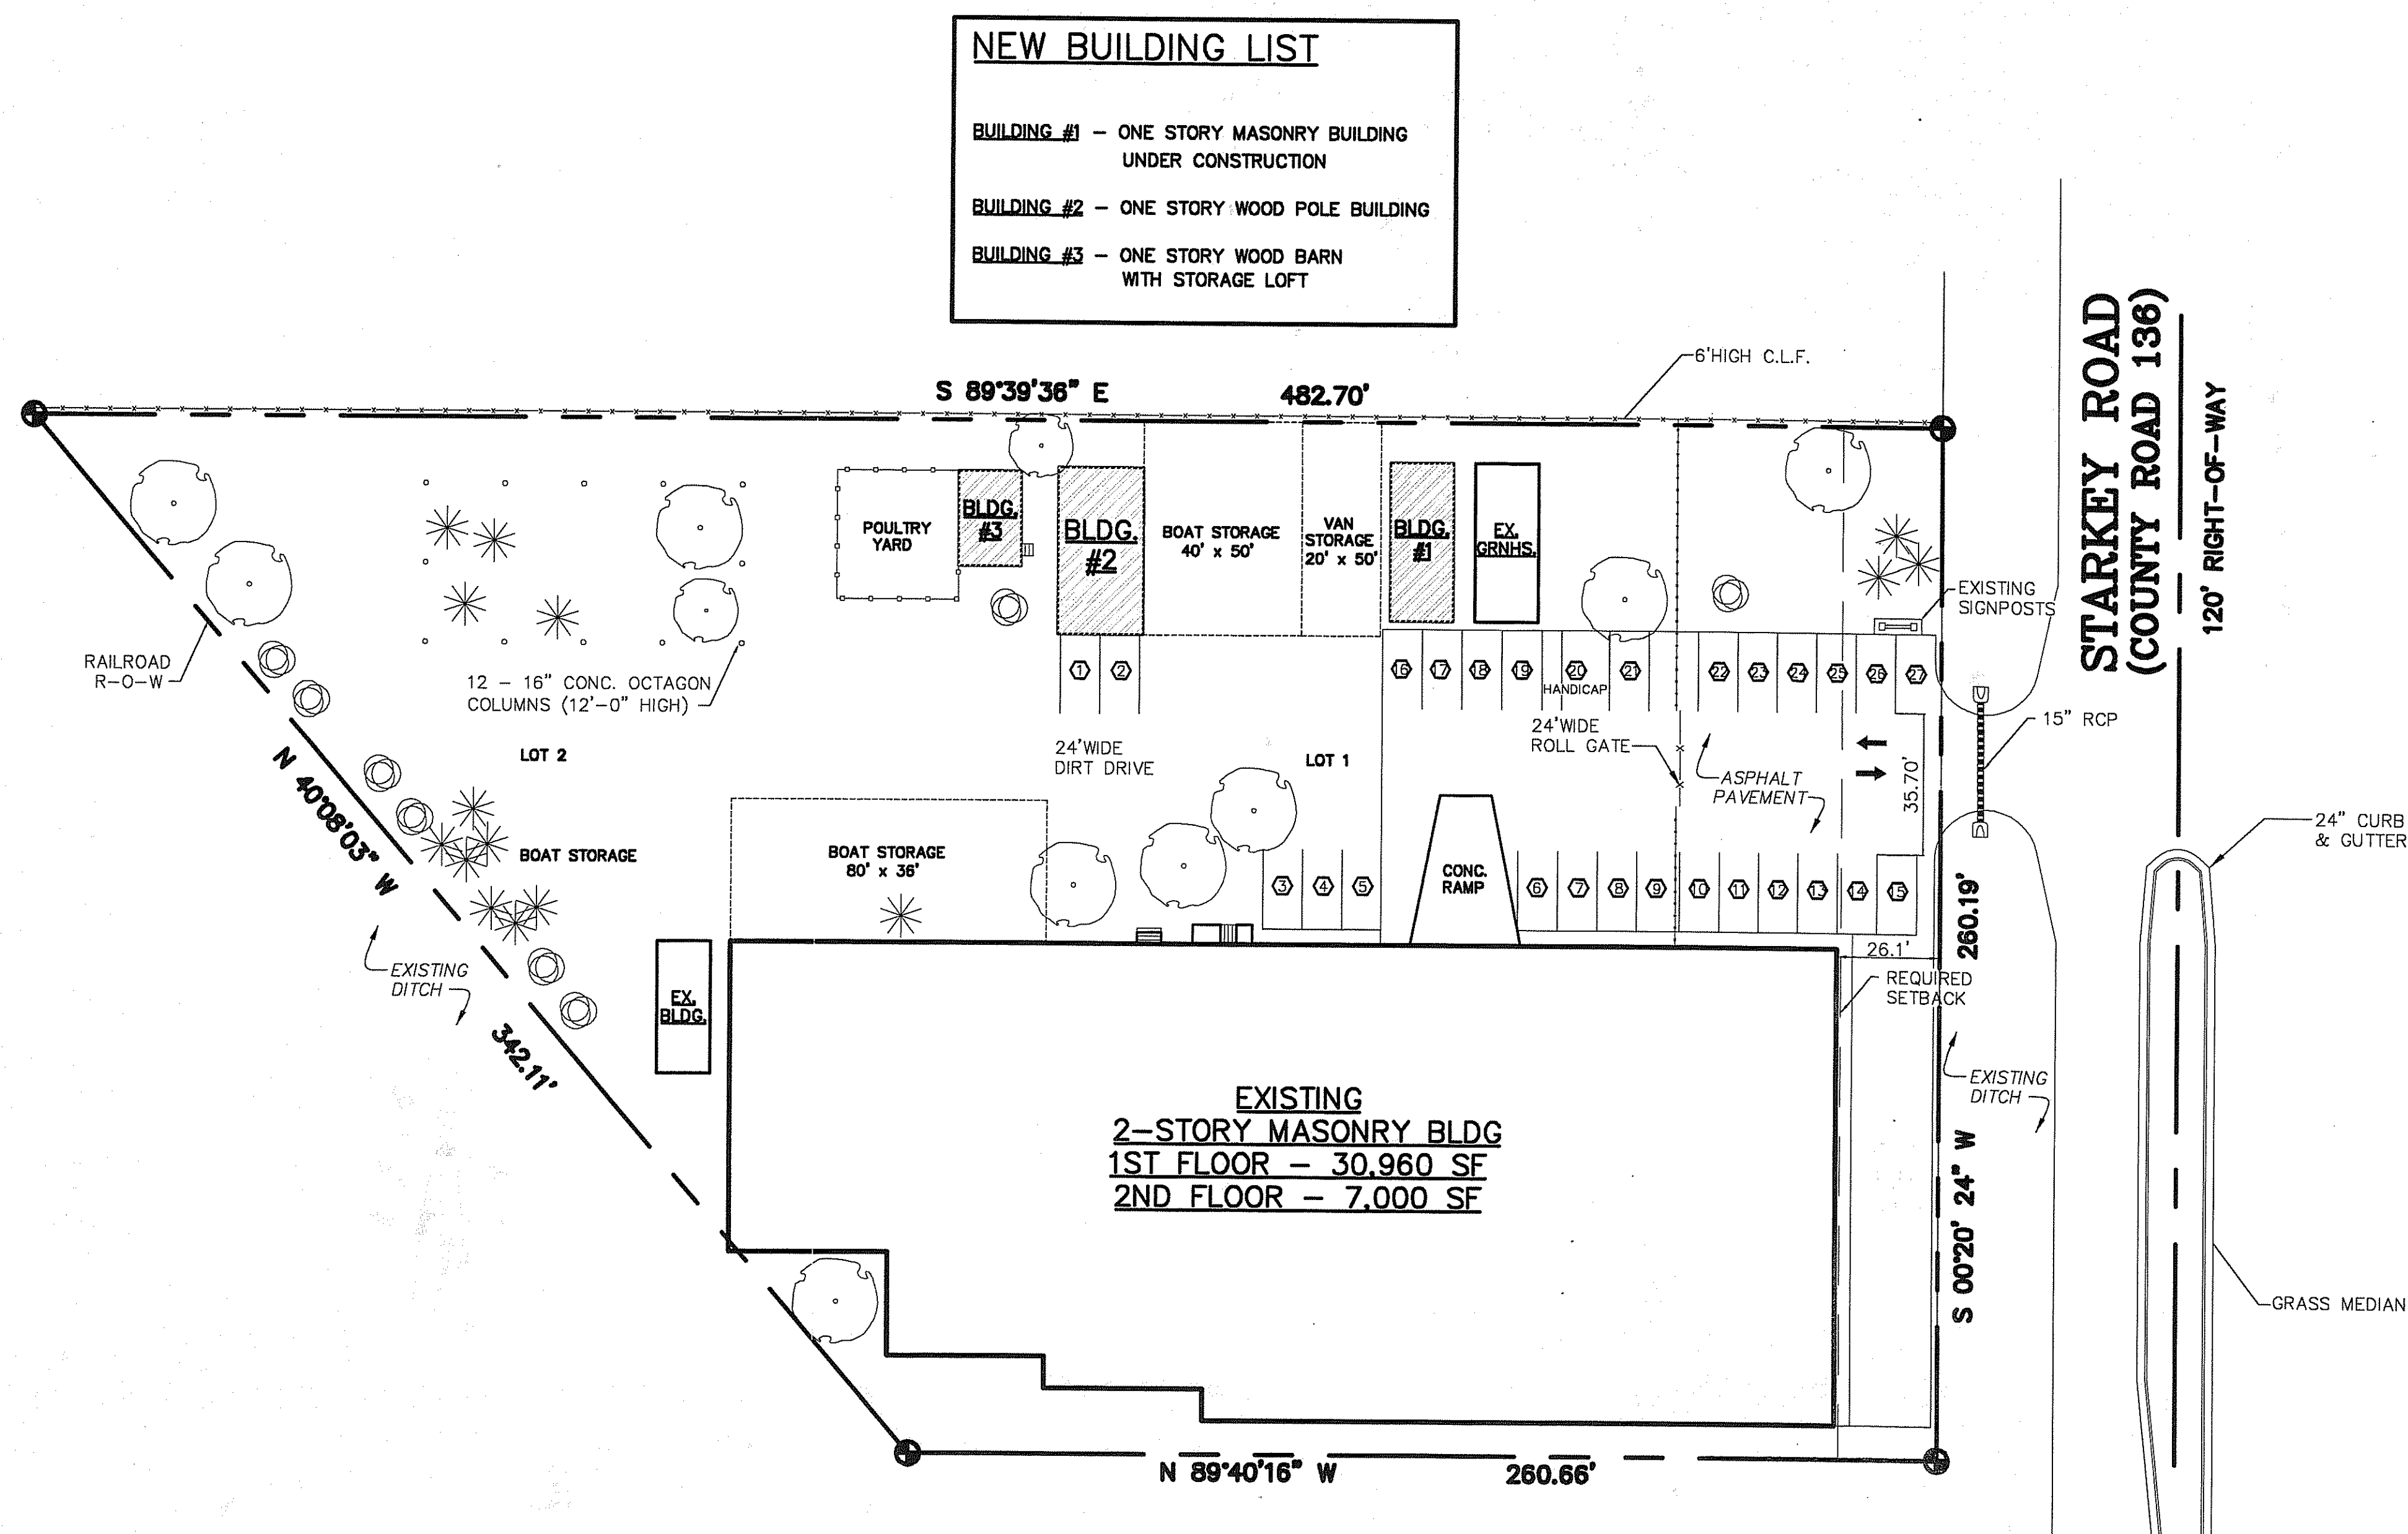 NEW BUILDING LIST
BUILDING #1 – ONE STORY MASONRY BUILDING
UNDER CONSTRUCTION
BUILDING #2 – ONE STORY WOOD POLE BUILDING
BUILDING #3 – ONE STORY WOOD BARN
WITH STORAGE LOFT
6'HIGH C.L.F.
S 89°39'36" E
482.70'
STARKEY ROAD
(COUNTY ROAD 136)
120' RIGHT-OF-WAY
POULTRY
YARD
BLDG.
#3
BLDG.
#2
BOAT STORAGE
40' x 50'
VAN
STORAGE
20' x 50'
BLDG.
#1
EX.
GRNHS.
EXISTING
SIGNPOSTS
RAILROAD
R-O-W
12 – 16" CONC. OCTAGON
COLUMNS (12'-0" HIGH)
1
2
16
17
18
19
20
21
22
23
24
25
26
27
HANDICAP
24'WIDE
ROLL GATE
15" RCP
LOT 2
24'WIDE
DIRT DRIVE
LOT 1
ASPHALT
PAVEMENT
35.70'
N 40°08'03" W
342.11'
BOAT STORAGE
BOAT STORAGE
80' x 36'
3
4
5
CONC.
RAMP
6
7
8
9
10
11
12
13
14
15
24" CURB
& GUTTER
26.1'
260.19'
S 00°20' 24" W
REQUIRED
SETBACK
EXISTING
DITCH
EX.
BLDG.
EXISTING
DITCH
EXISTING
2-STORY MASONRY BLDG
1ST FLOOR – 30,960 SF
2ND FLOOR – 7,000 SF
GRASS MEDIAN
N 89°40'16" W
260.66'